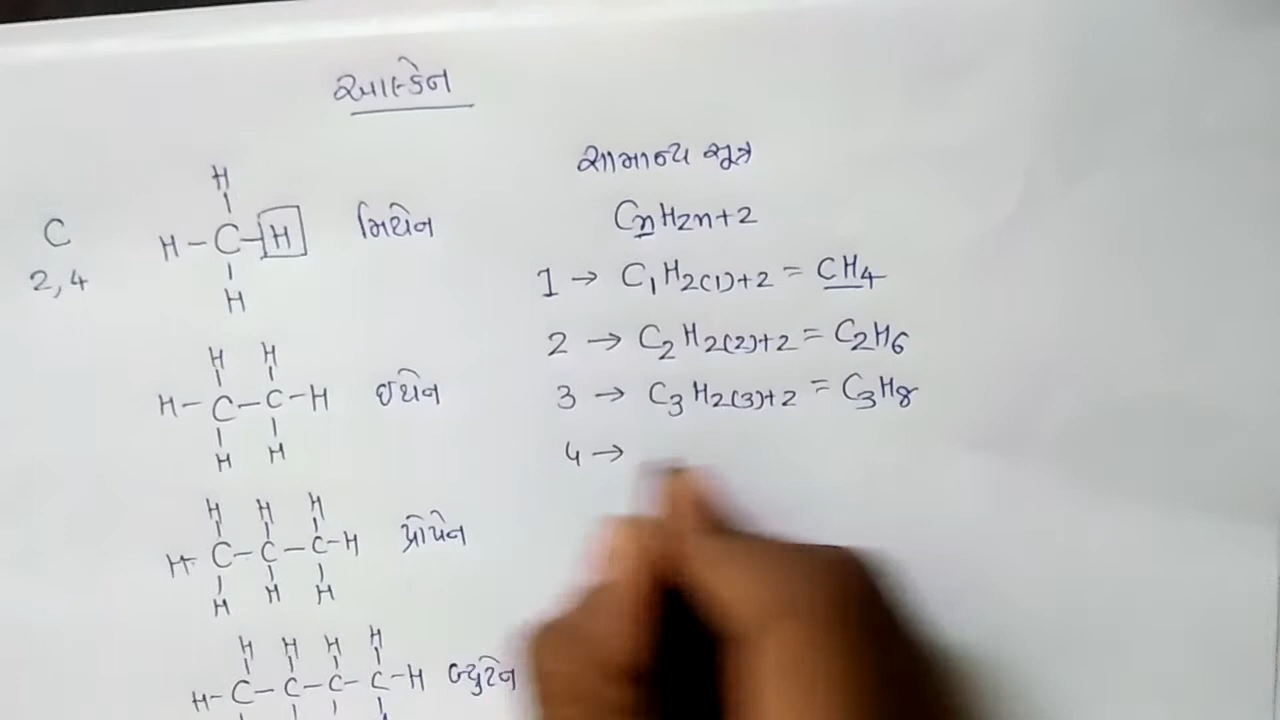 આલ્કેન
સામાન્ય સૂત્ર
CnH2n+2
C
2,4
H
H-C-H
H
મિથેન
1 → C1H2(1)+2 = CH4
2 → C2H2(2)+2 = C2H6
3 → C3H2(3)+2 = C3H8
4 →
H H
H-C-C-H
H H
ઇથેન
H H H
H-C-C-C-H
H H H
પ્રોપેન
H H H H
H-C-C-C-C-H
બ્યુટેન